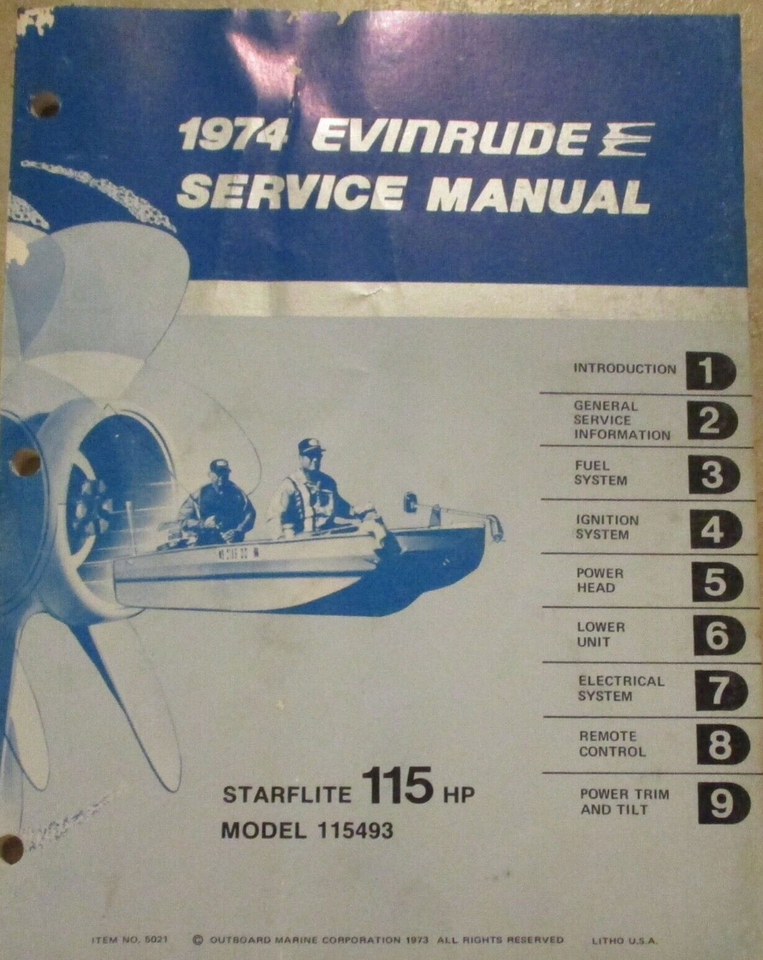 1974 EVINRUDE
SERVICE MANUAL
INTRODUCTION 1
GENERAL
SERVICE
INFORMATION 2
FUEL
SYSTEM 3
IGNITION
SYSTEM 4
POWER
HEAD 5
LOWER
UNIT 6
ELECTRICAL
SYSTEM 7
REMOTE
CONTROL 8
POWER TRIM
AND TILT 9
STARFLITE 115 HP
MODEL 115493
ITEM NO. 5021 © OUTBOARD MARINE CORPORATION 1973 ALL RIGHTS RESERVED LITHO U.S.A.